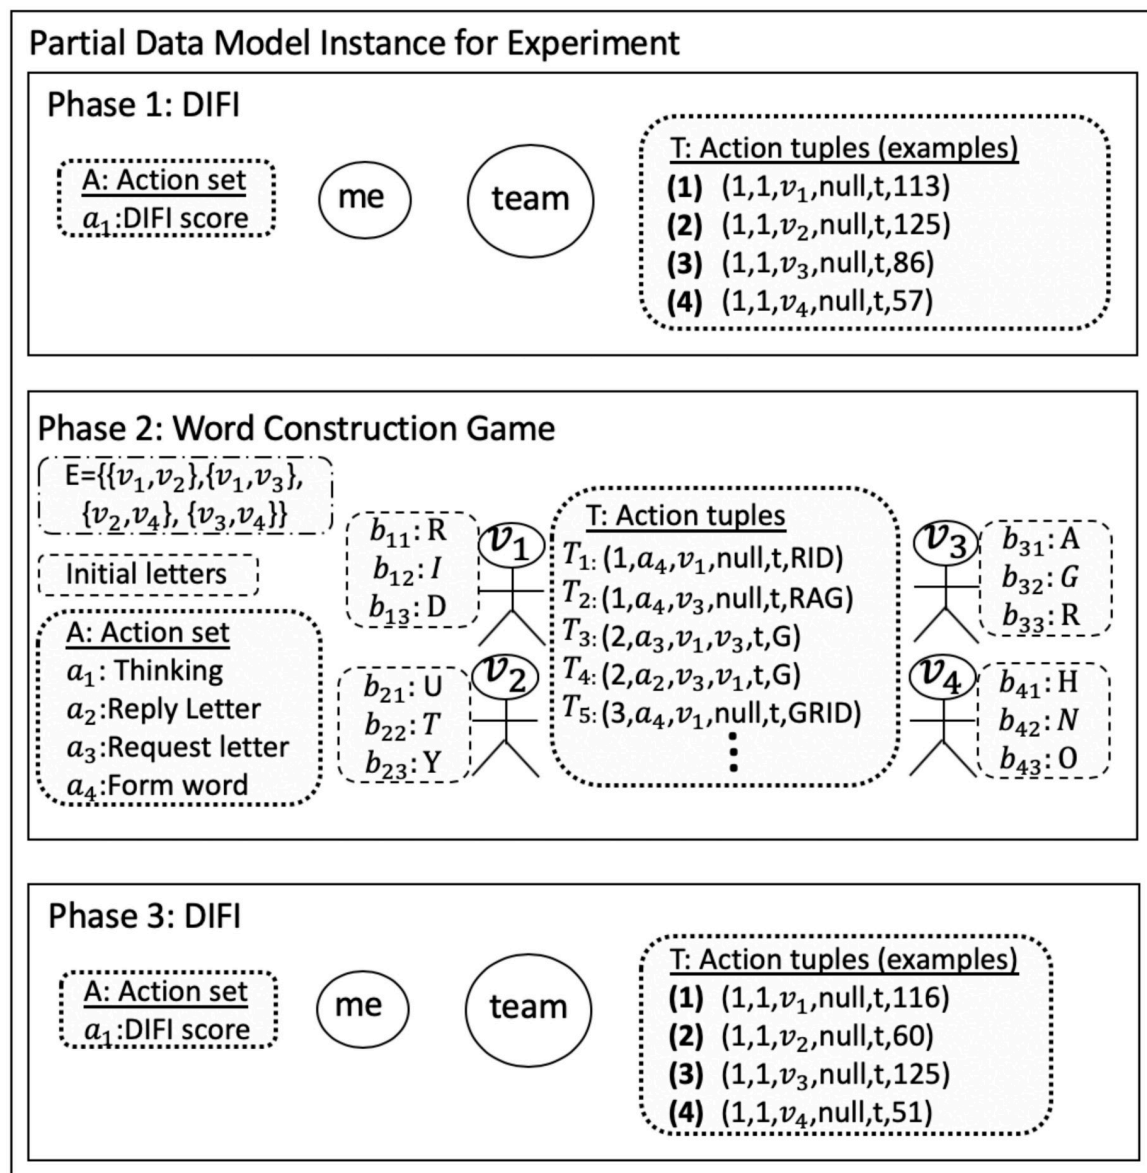 Partial Data Model Instance for Experiment
Phase 1: DIFI
A: Action set
a₁:DIFI score
me
team
T: Action tuples (examples)
(1) (1,1,v₁,null,t,113)
(2) (1,1,v₂,null,t,125)
(3) (1,1,v₃,null,t,86)
(4) (1,1,v₄,null,t,57)
Phase 2: Word Construction Game
E={{v₁,v₂},{v₁,v₃},
{v₂,v₄}, {v₃,v₄}}
Initial letters
A: Action set
a₁: Thinking
a₂:Reply Letter
a₃:Request letter
a₄:Form word
b₁₁: R
b₁₂: I
b₁₃: D
v₁
b₂₁: U
b₂₂: T
b₂₃: Y
v₂
T: Action tuples
T₁: (1,a₄,v₁,null,t,RID)
T₂: (1,a₄,v₃,null,t,RAG)
T₃: (2,a₃,v₁,v₃,t,G)
T₄: (2,a₂,v₃,v₁,t,G)
T₅: (3,a₄,v₁,null,t,GRID)
v₃
b₃₁: A
b₃₂: G
b₃₃: R
v₄
b₄₁: H
b₄₂: N
b₄₃: O
Phase 3: DIFI
A: Action set
a₁:DIFI score
me
team
T: Action tuples (examples)
(1) (1,1,v₁,null,t,116)
(2) (1,1,v₂,null,t,60)
(3) (1,1,v₃,null,t,125)
(4) (1,1,v₄,null,t,51)